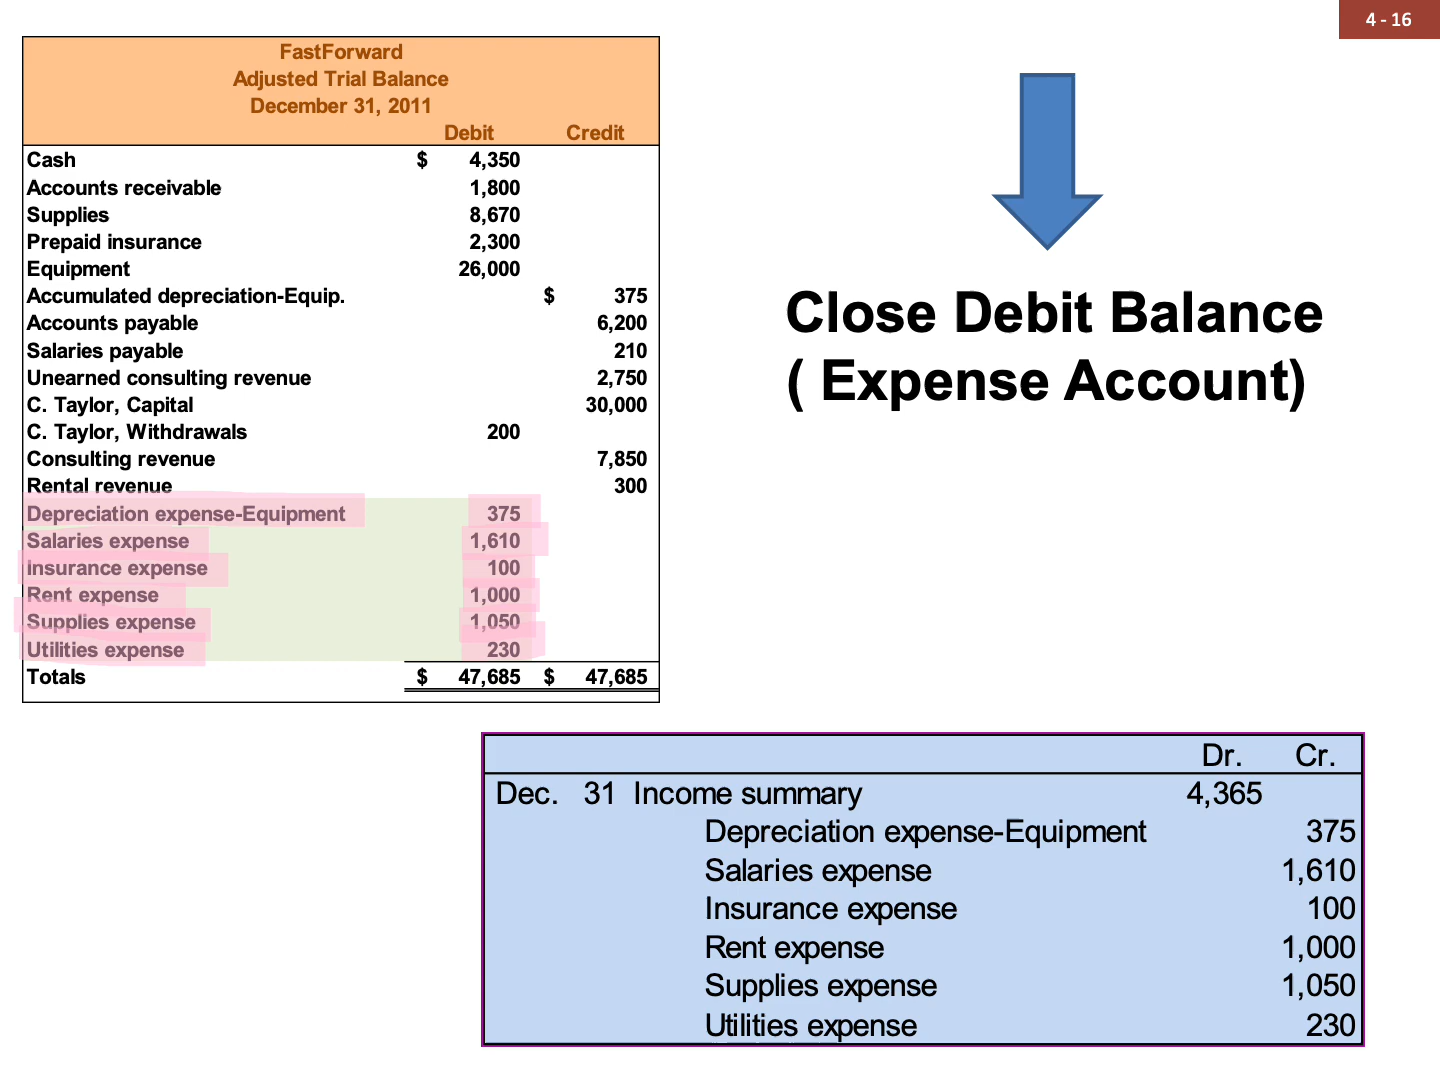 4 - 16
FastForward
Adjusted Trial Balance
December 31, 2011
Debit Credit
Cash $ 4,350
Accounts receivable 1,800
Supplies 8,670
Prepaid insurance 2,300
Equipment 26,000
Accumulated depreciation-Equip. $ 375
Accounts payable 6,200
Salaries payable 210
Unearned consulting revenue 2,750
C. Taylor, Capital 30,000
C. Taylor, Withdrawals 200
Consulting revenue 7,850
Rental revenue 300
Depreciation expense-Equipment 375
Salaries expense 1,610
Insurance expense 100
Rent expense 1,000
Supplies expense 1,050
Utilities expense 230
Totals $ 47,685 $ 47,685
Close Debit Balance
( Expense Account)
Dr. Cr.
Dec. 31 Income summary 4,365
Depreciation expense-Equipment 375
Salaries expense 1,610
Insurance expense 100
Rent expense 1,000
Supplies expense 1,050
Utilities expense 230